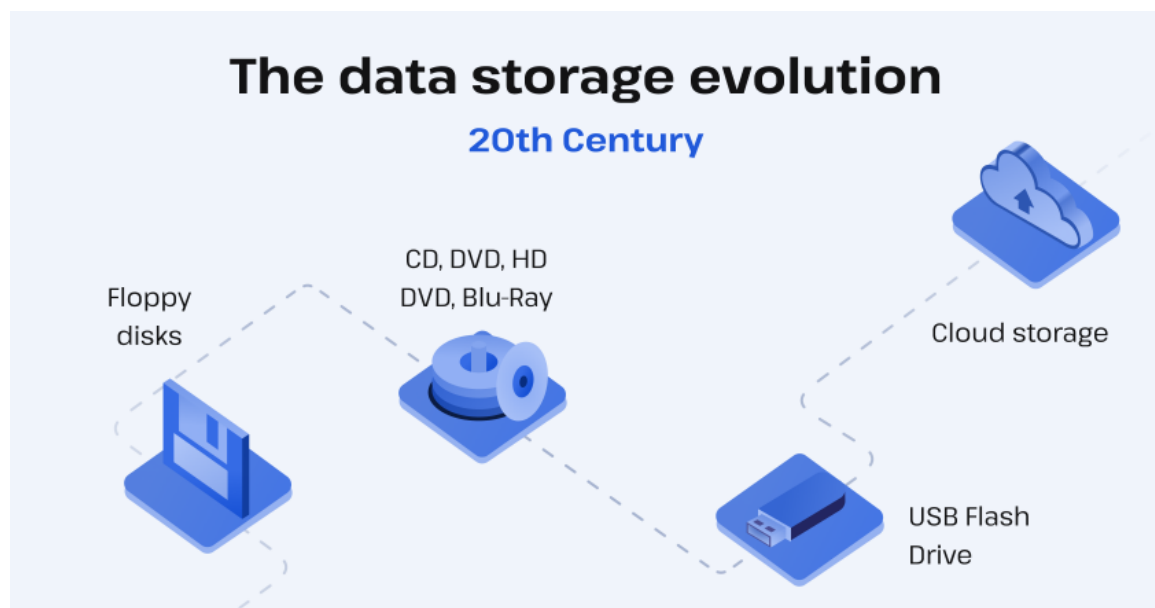 The data storage evolution
20th Century
Floppy
disks
CD, DVD, HD
DVD, Blu-Ray
USB Flash
Drive
Cloud storage